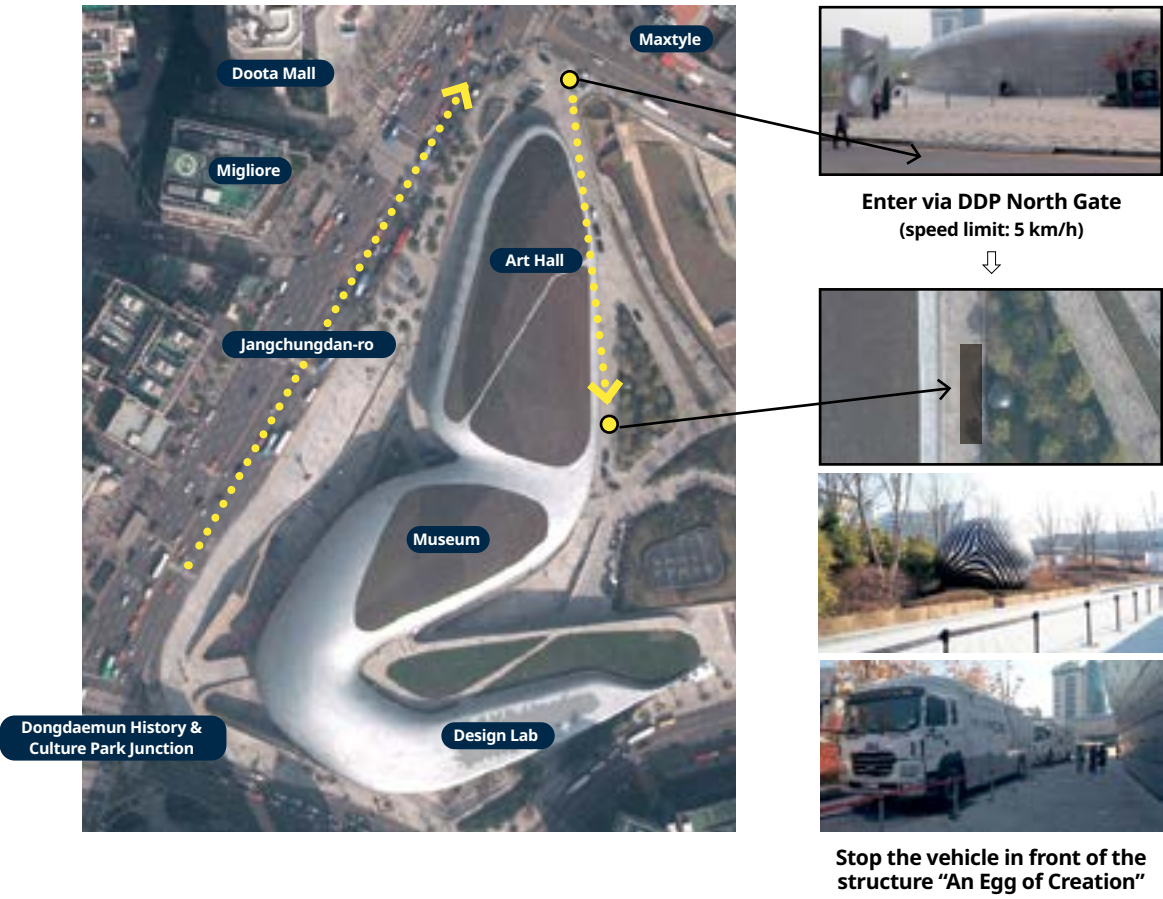 Maxtyle
Doota Mall
Migliore
Art Hall
Jangchungdan-ro
Museum
Dongdaemun History &
Culture Park Junction
Design Lab
Enter via DDP North Gate
(speed limit: 5 km/h)
Stop the vehicle in front of the
structure “An Egg of Creation”